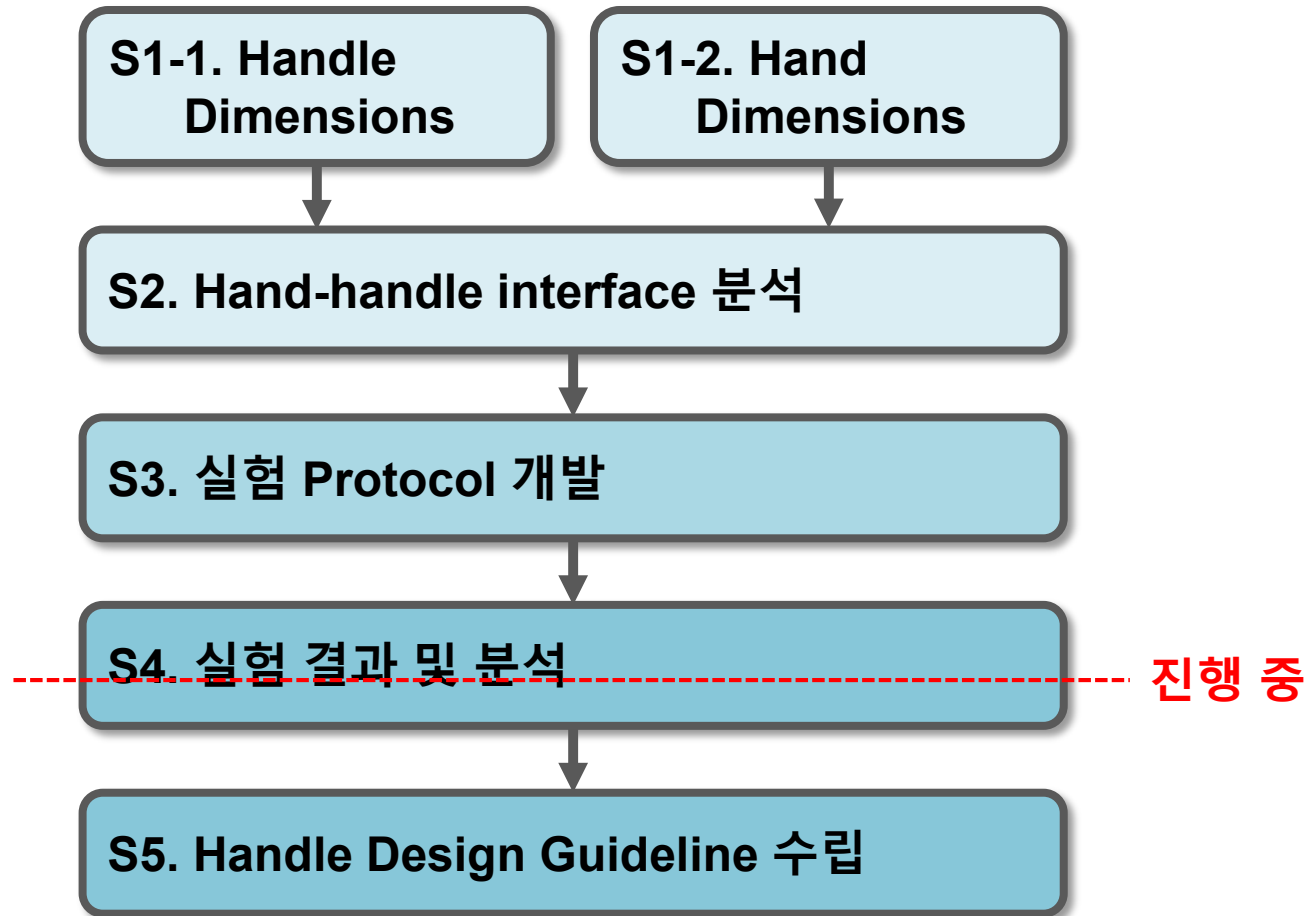 S1-1. Handle
Dimensions
S1-2. Hand
Dimensions
S2. Hand-handle interface 분석
S3. 실험 Protocol 개발
S4. 실험 결과 및 분석
진행 중
S5. Handle Design Guideline 수립